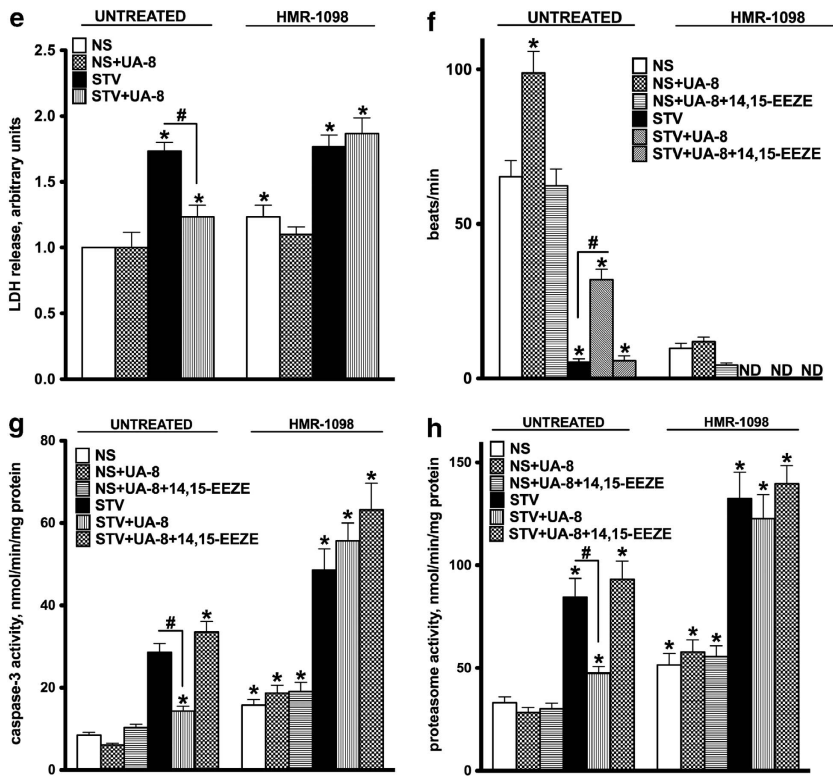 e
UNTREATED
HMR-1098
NS
NS+UA-8
STV
STV+UA-8
LDH release, arbitrary units
2.5
2.0
1.5
1.0
0.5
0.0
* # * * * *
f
UNTREATED
HMR-1098
NS
NS+UA-8
NS+UA-8+14,15-EEZE
STV
STV+UA-8
STV+UA-8+14,15-EEZE
beats/min
100
50
0
* * # * *
ND ND ND
g
UNTREATED
HMR-1098
NS
NS+UA-8
NS+UA-8+14,15-EEZE
STV
STV+UA-8
STV+UA-8+14,15-EEZE
caspase-3 activity, nmol/min/mg protein
80
60
40
20
0
# * * * * * * * *
h
UNTREATED
HMR-1098
NS
NS+UA-8
NS+UA-8+14,15-EEZE
STV
STV+UA-8
STV+UA-8+14,15-EEZE
proteasome activity, nmol/min/mg protein
150
100
50
0
* # * * * * * * * *